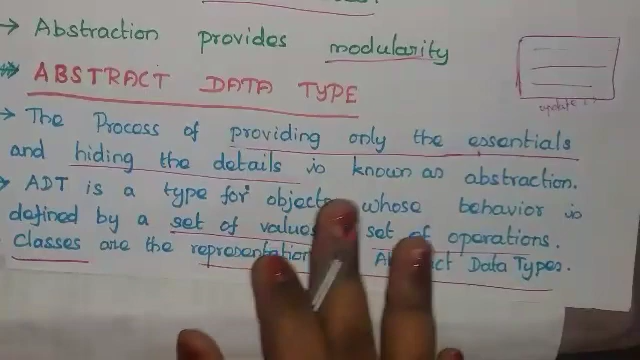 → Abstraction provides modularity
ABSTRACT DATA TYPE
→ The Process of providing only the essentials
and hiding the details is known as abstraction.
ADT is a type for objects whose behavior is
defined by a set of values set of operations.
Classes are the representation Data Types.
update